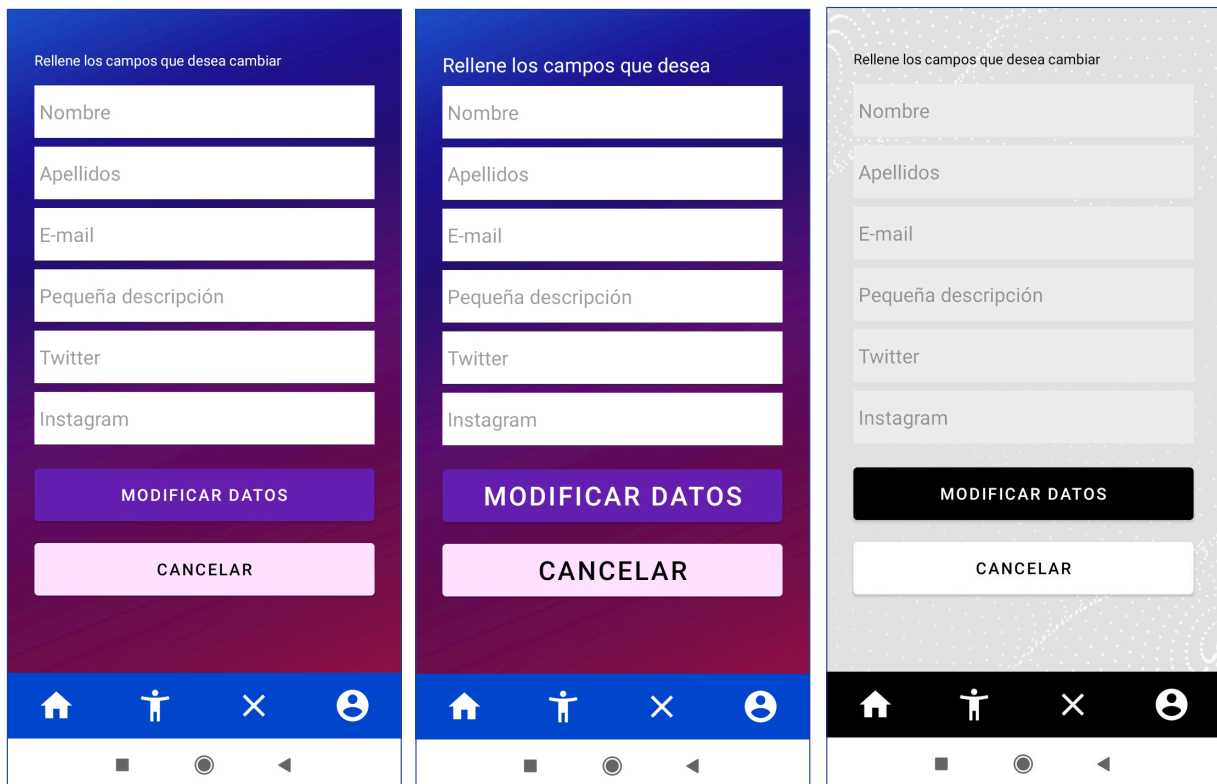 Rellene los campos que desea cambiar
Nombre
Apellidos
E-mail
Pequeña descripción
Twitter
Instagram
MODIFICAR DATOS
CANCELAR
Rellene los campos que desea
Nombre
Apellidos
E-mail
Pequeña descripción
Twitter
Instagram
MODIFICAR DATOS
CANCELAR
Rellene los campos que desea cambiar
Nombre
Apellidos
E-mail
Pequeña descripción
Twitter
Instagram
MODIFICAR DATOS
CANCELAR